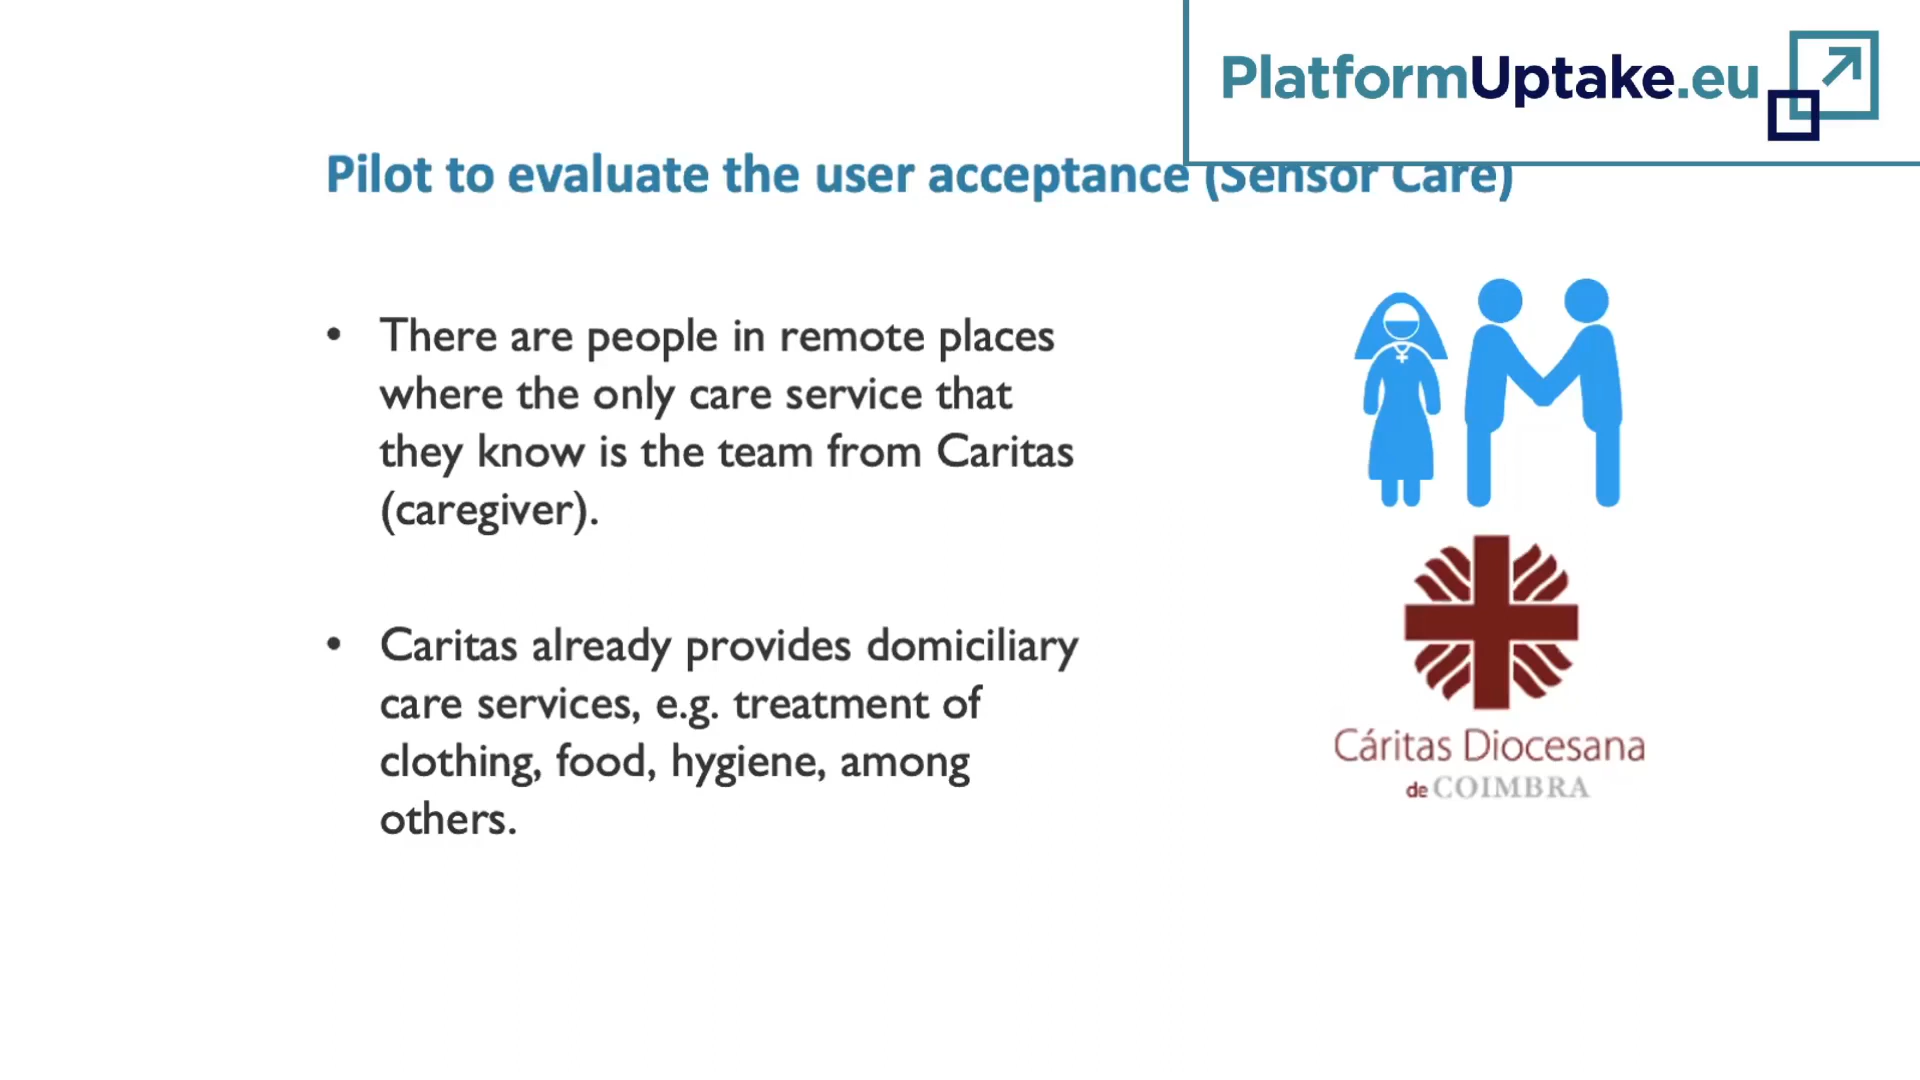 PlatformUptake.eu
Pilot to evaluate the user acceptance (Sensor Care)
• There are people in remote places
where the only care service that
they know is the team from Caritas
(caregiver).
• Caritas already provides domiciliary
care services, e.g. treatment of
clothing, food, hygiene, among
others.
Cáritas Diocesana
de COIMBRA